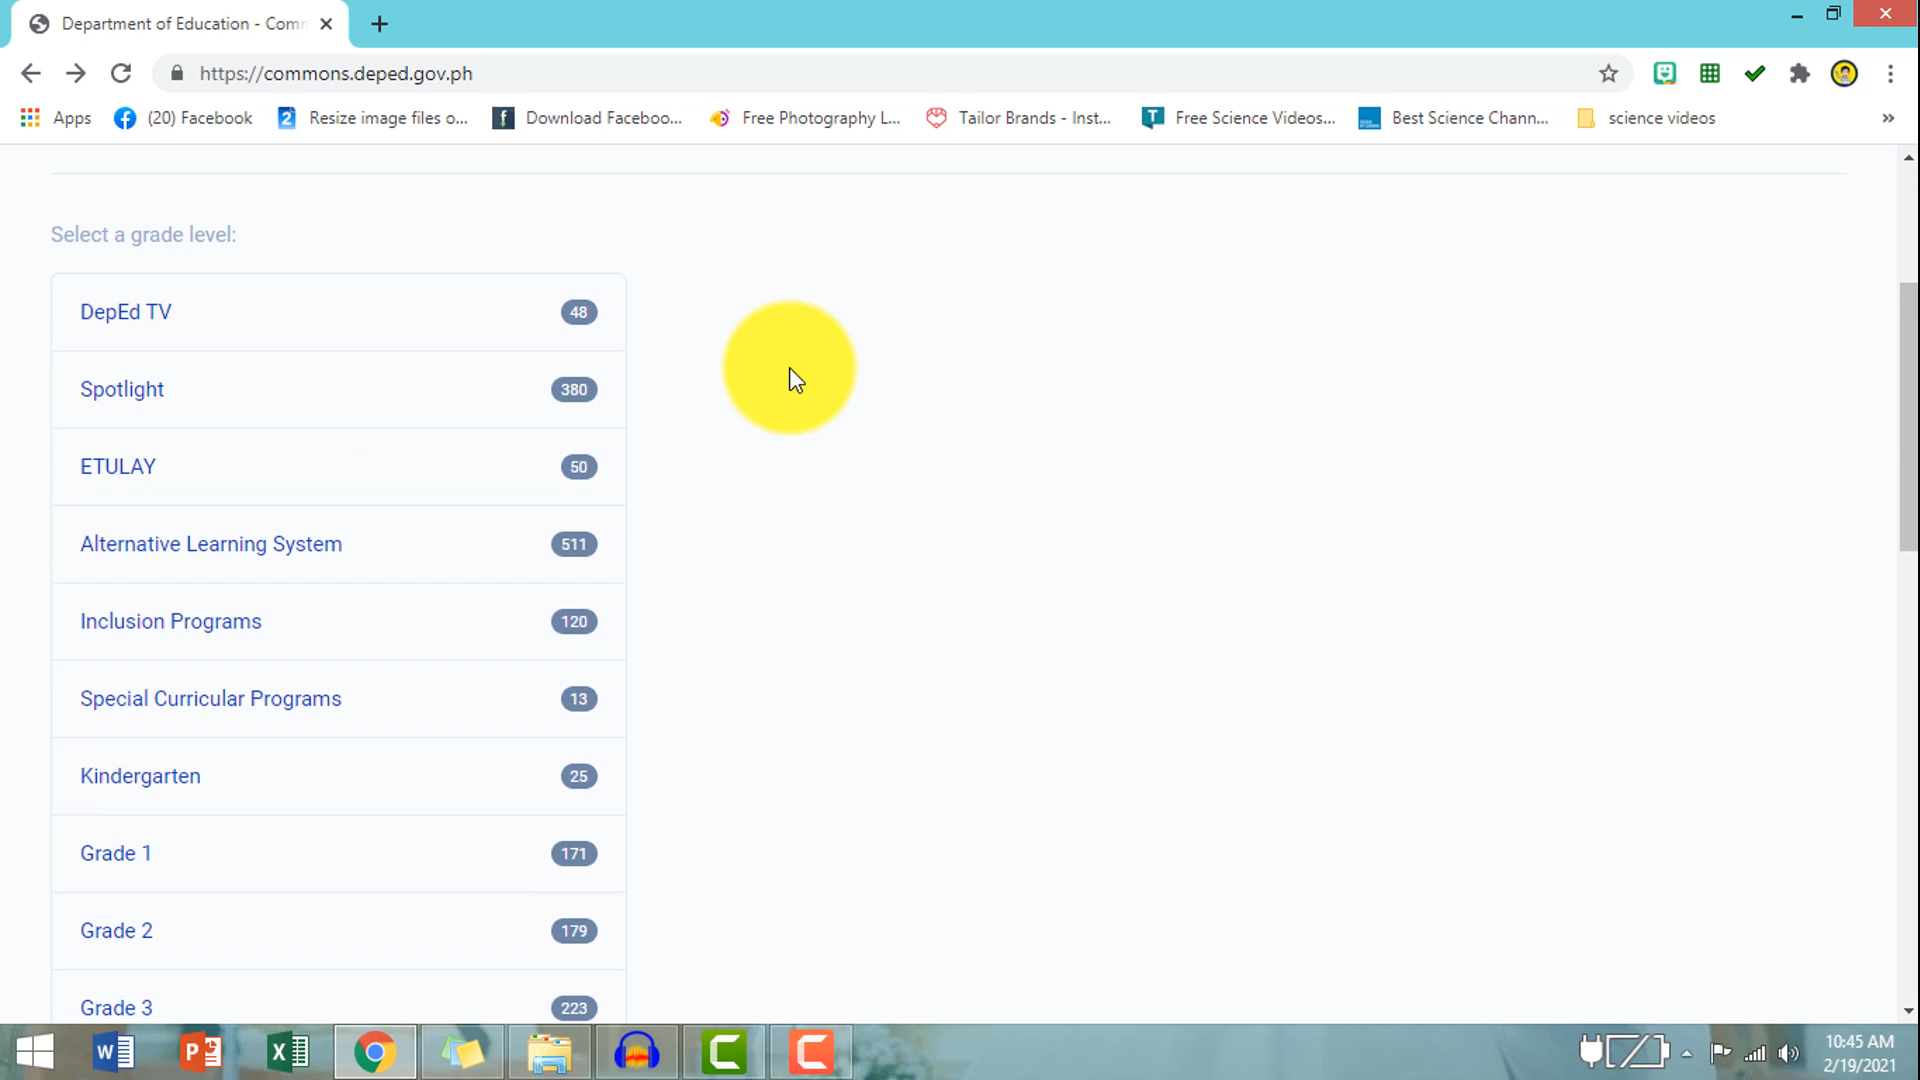 Department of Education - Comm
https://commons.deped.gov.ph
Apps
(20) Facebook
Resize image files o...
Download Faceboo...
Free Photography L...
Tailor Brands - Inst...
Free Science Videos...
Best Science Chann...
science videos
Select a grade level:
DepEd TV 48
Spotlight 380
ETULAY 50
Alternative Learning System 511
Inclusion Programs 120
Special Curricular Programs 13
Kindergarten 25
Grade 1 171
Grade 2 179
Grade 3 223
10:45 AM
2/19/2021